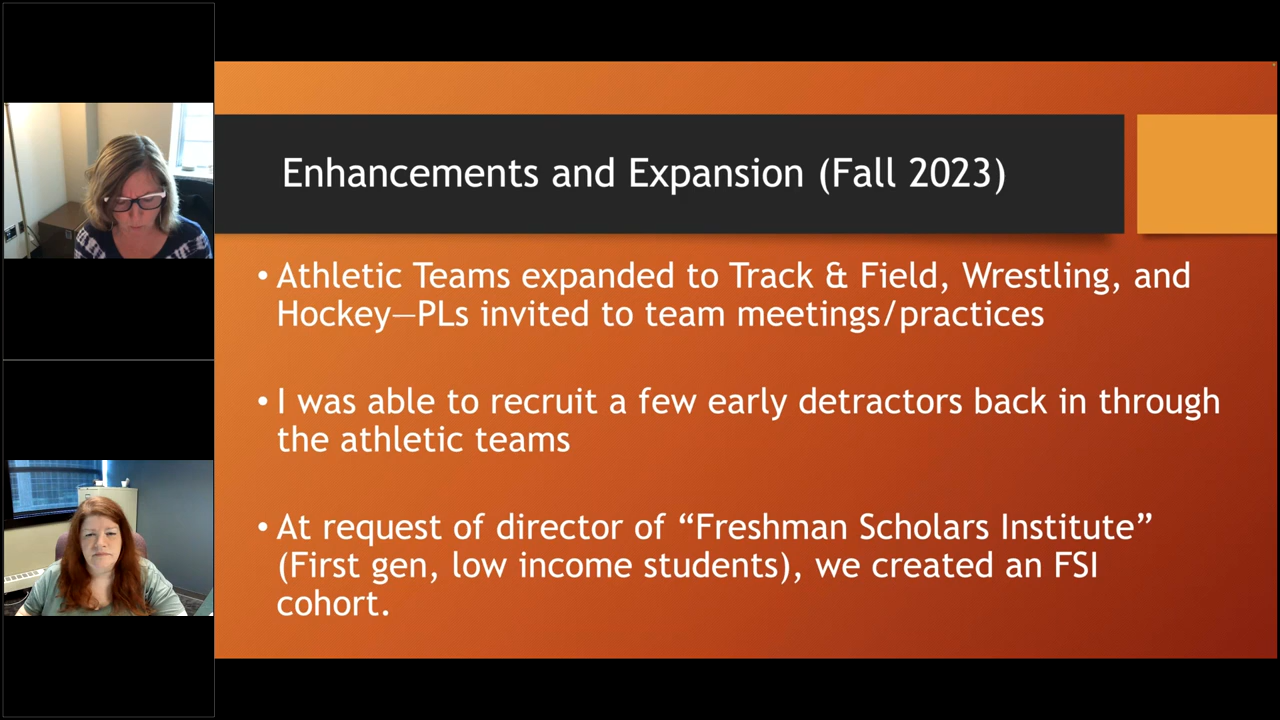 Enhancements and Expansion (Fall 2023)
• Athletic Teams expanded to Track & Field, Wrestling, and
Hockey—PLs invited to team meetings/practices
• I was able to recruit a few early detractors back in through
the athletic teams
• At request of director of “Freshman Scholars Institute”
(First gen, low income students), we created an FSI
cohort.